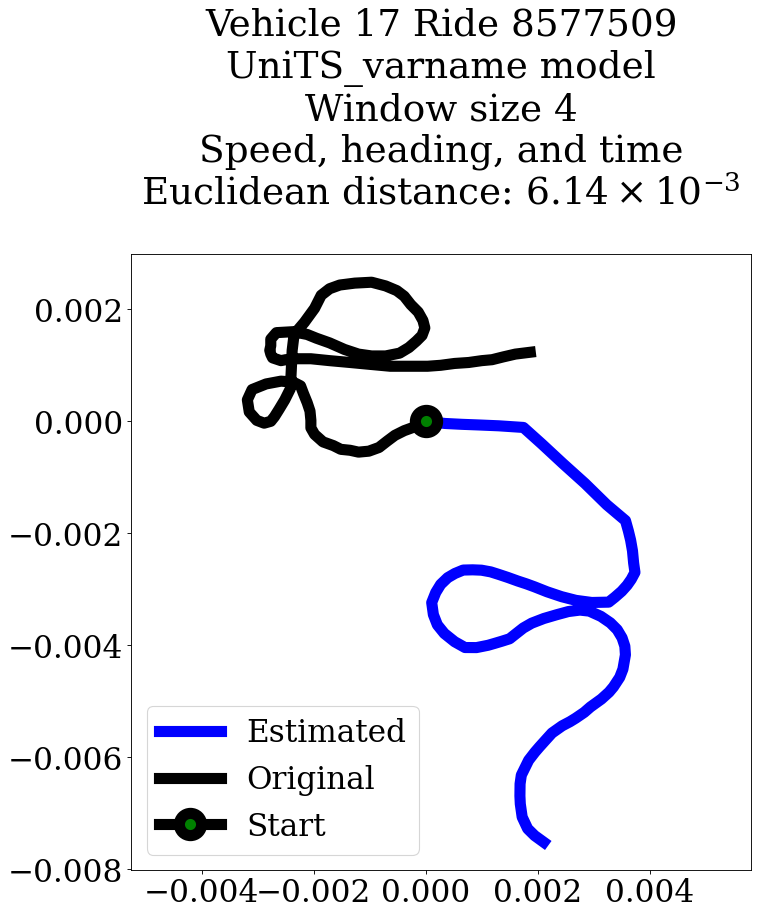 Vehicle 17 Ride 8577509
UniTS_varname model
Window size 4
Speed, heading, and time
Euclidean distance: 6.14 × 10⁻³
0.002
0.000
−0.002
−0.004
−0.006
−0.008
Estimated
Original
Start
−0.004 −0.002 0.000 0.002 0.004